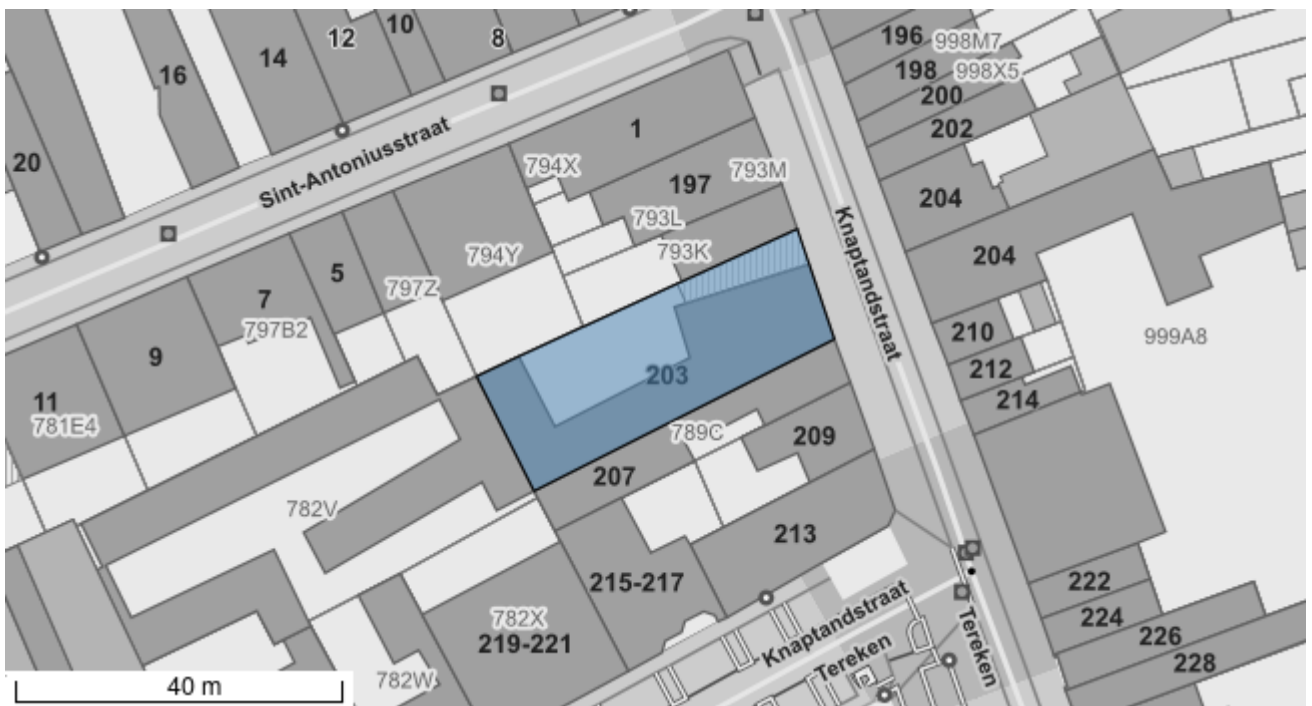 196
998M7
198
998X5
200
202
204
204
210
212
214
999A8
222
224
226
228
8
10
12
14
16
20
Sint-Antoniusstraat
1
794X
197
793M
793L
793K
794Y
797Z
5
7
797B2
9
11
781E4
Knaptandstraat
203
789C
209
207
213
782V
215-217
782X
219-221
782W
Knaptandstraat
Tereken
Tereken
40 m